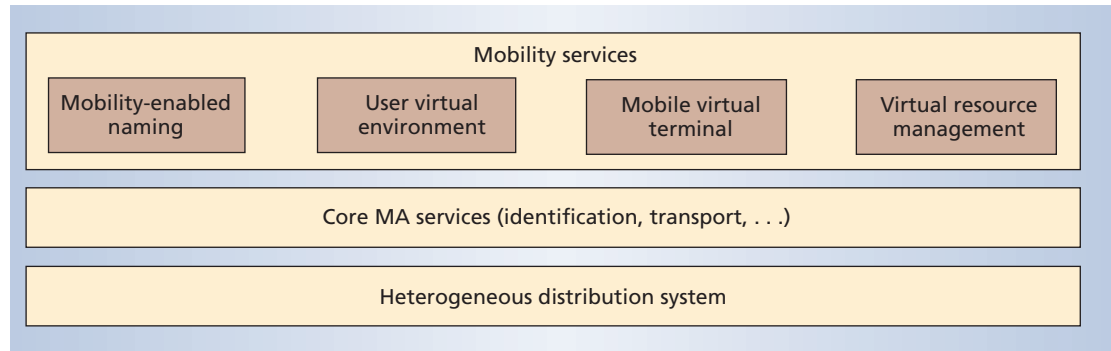 Mobility services
Mobility-enabled
naming
User virtual
environment
Mobile virtual
terminal
Virtual resource
management
Core MA services (identification, transport, . . .)
Heterogeneous distribution system